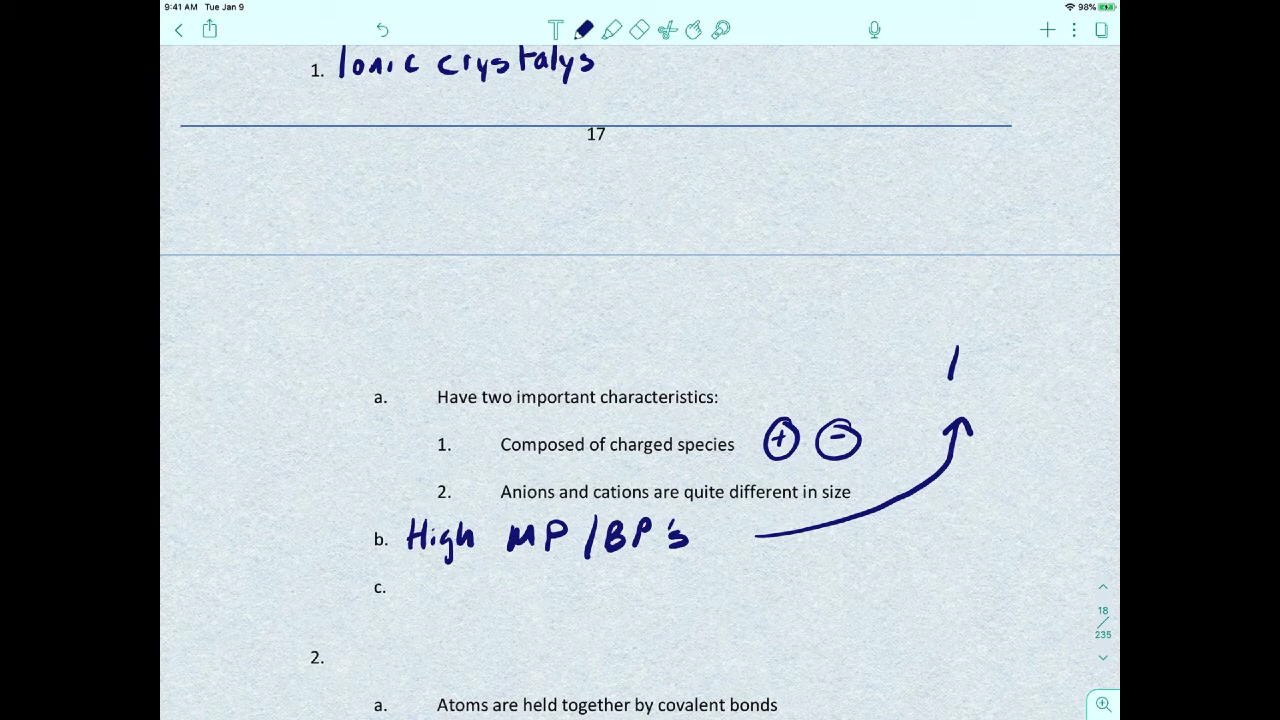 9:41 AM Tue Jan 9
98%
T
1. Ionic crystalys
17
a. Have two important characteristics:
1. Composed of charged species + -
2. Anions and cations are quite different in size
b. High MP/BP's
c.
18
/
235
2.
a. Atoms are held together by covalent bonds